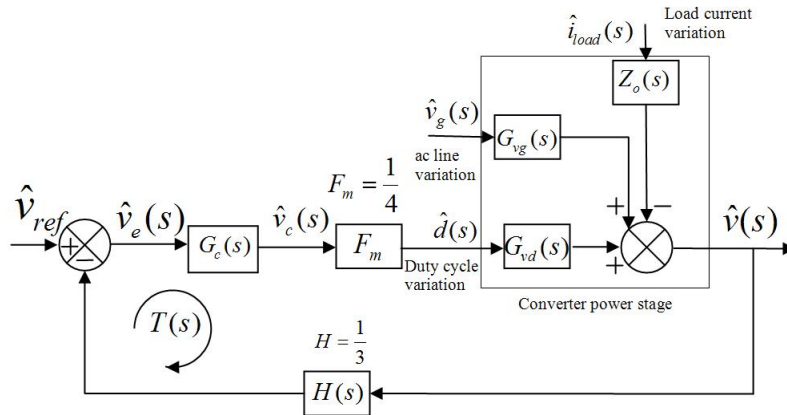 î_load(s)
Load current
variation
Z_o(s)
v̂_g(s)
G_vg(s)
ac line
variation
F_m = 1/4
+
−
v̂_ref
v̂_e(s)
v̂_c(s)
d̂(s)
v̂(s)
+
−
G_c(s)
F_m
G_vd(s)
+
Duty cycle
variation
Converter power stage
T(s)
H = 1/3
H(s)